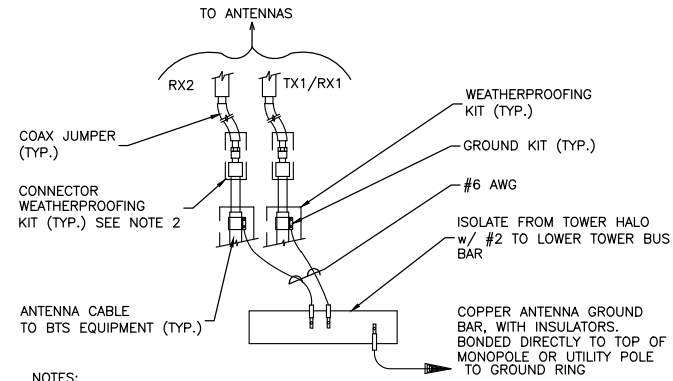 TO ANTENNAS
RX2
TX1/RX1
COAX JUMPER
(TYP.)
CONNECTOR
WEATHERPROOFING
KIT (TYP.) SEE NOTE 2
ANTENNA CABLE
TO BTS EQUIPMENT (TYP.)
WEATHERPROOFING
KIT (TYP.)
GROUND KIT (TYP.)
#6 AWG
ISOLATE FROM TOWER HALO
w/ #2 TO LOWER TOWER BUS
BAR
COPPER ANTENNA GROUND
BAR, WITH INSULATORS.
BONDED DIRECTLY TO TOP OF
MONOPOLE OR UTILITY POLE
TO GROUND RING
NOTES: